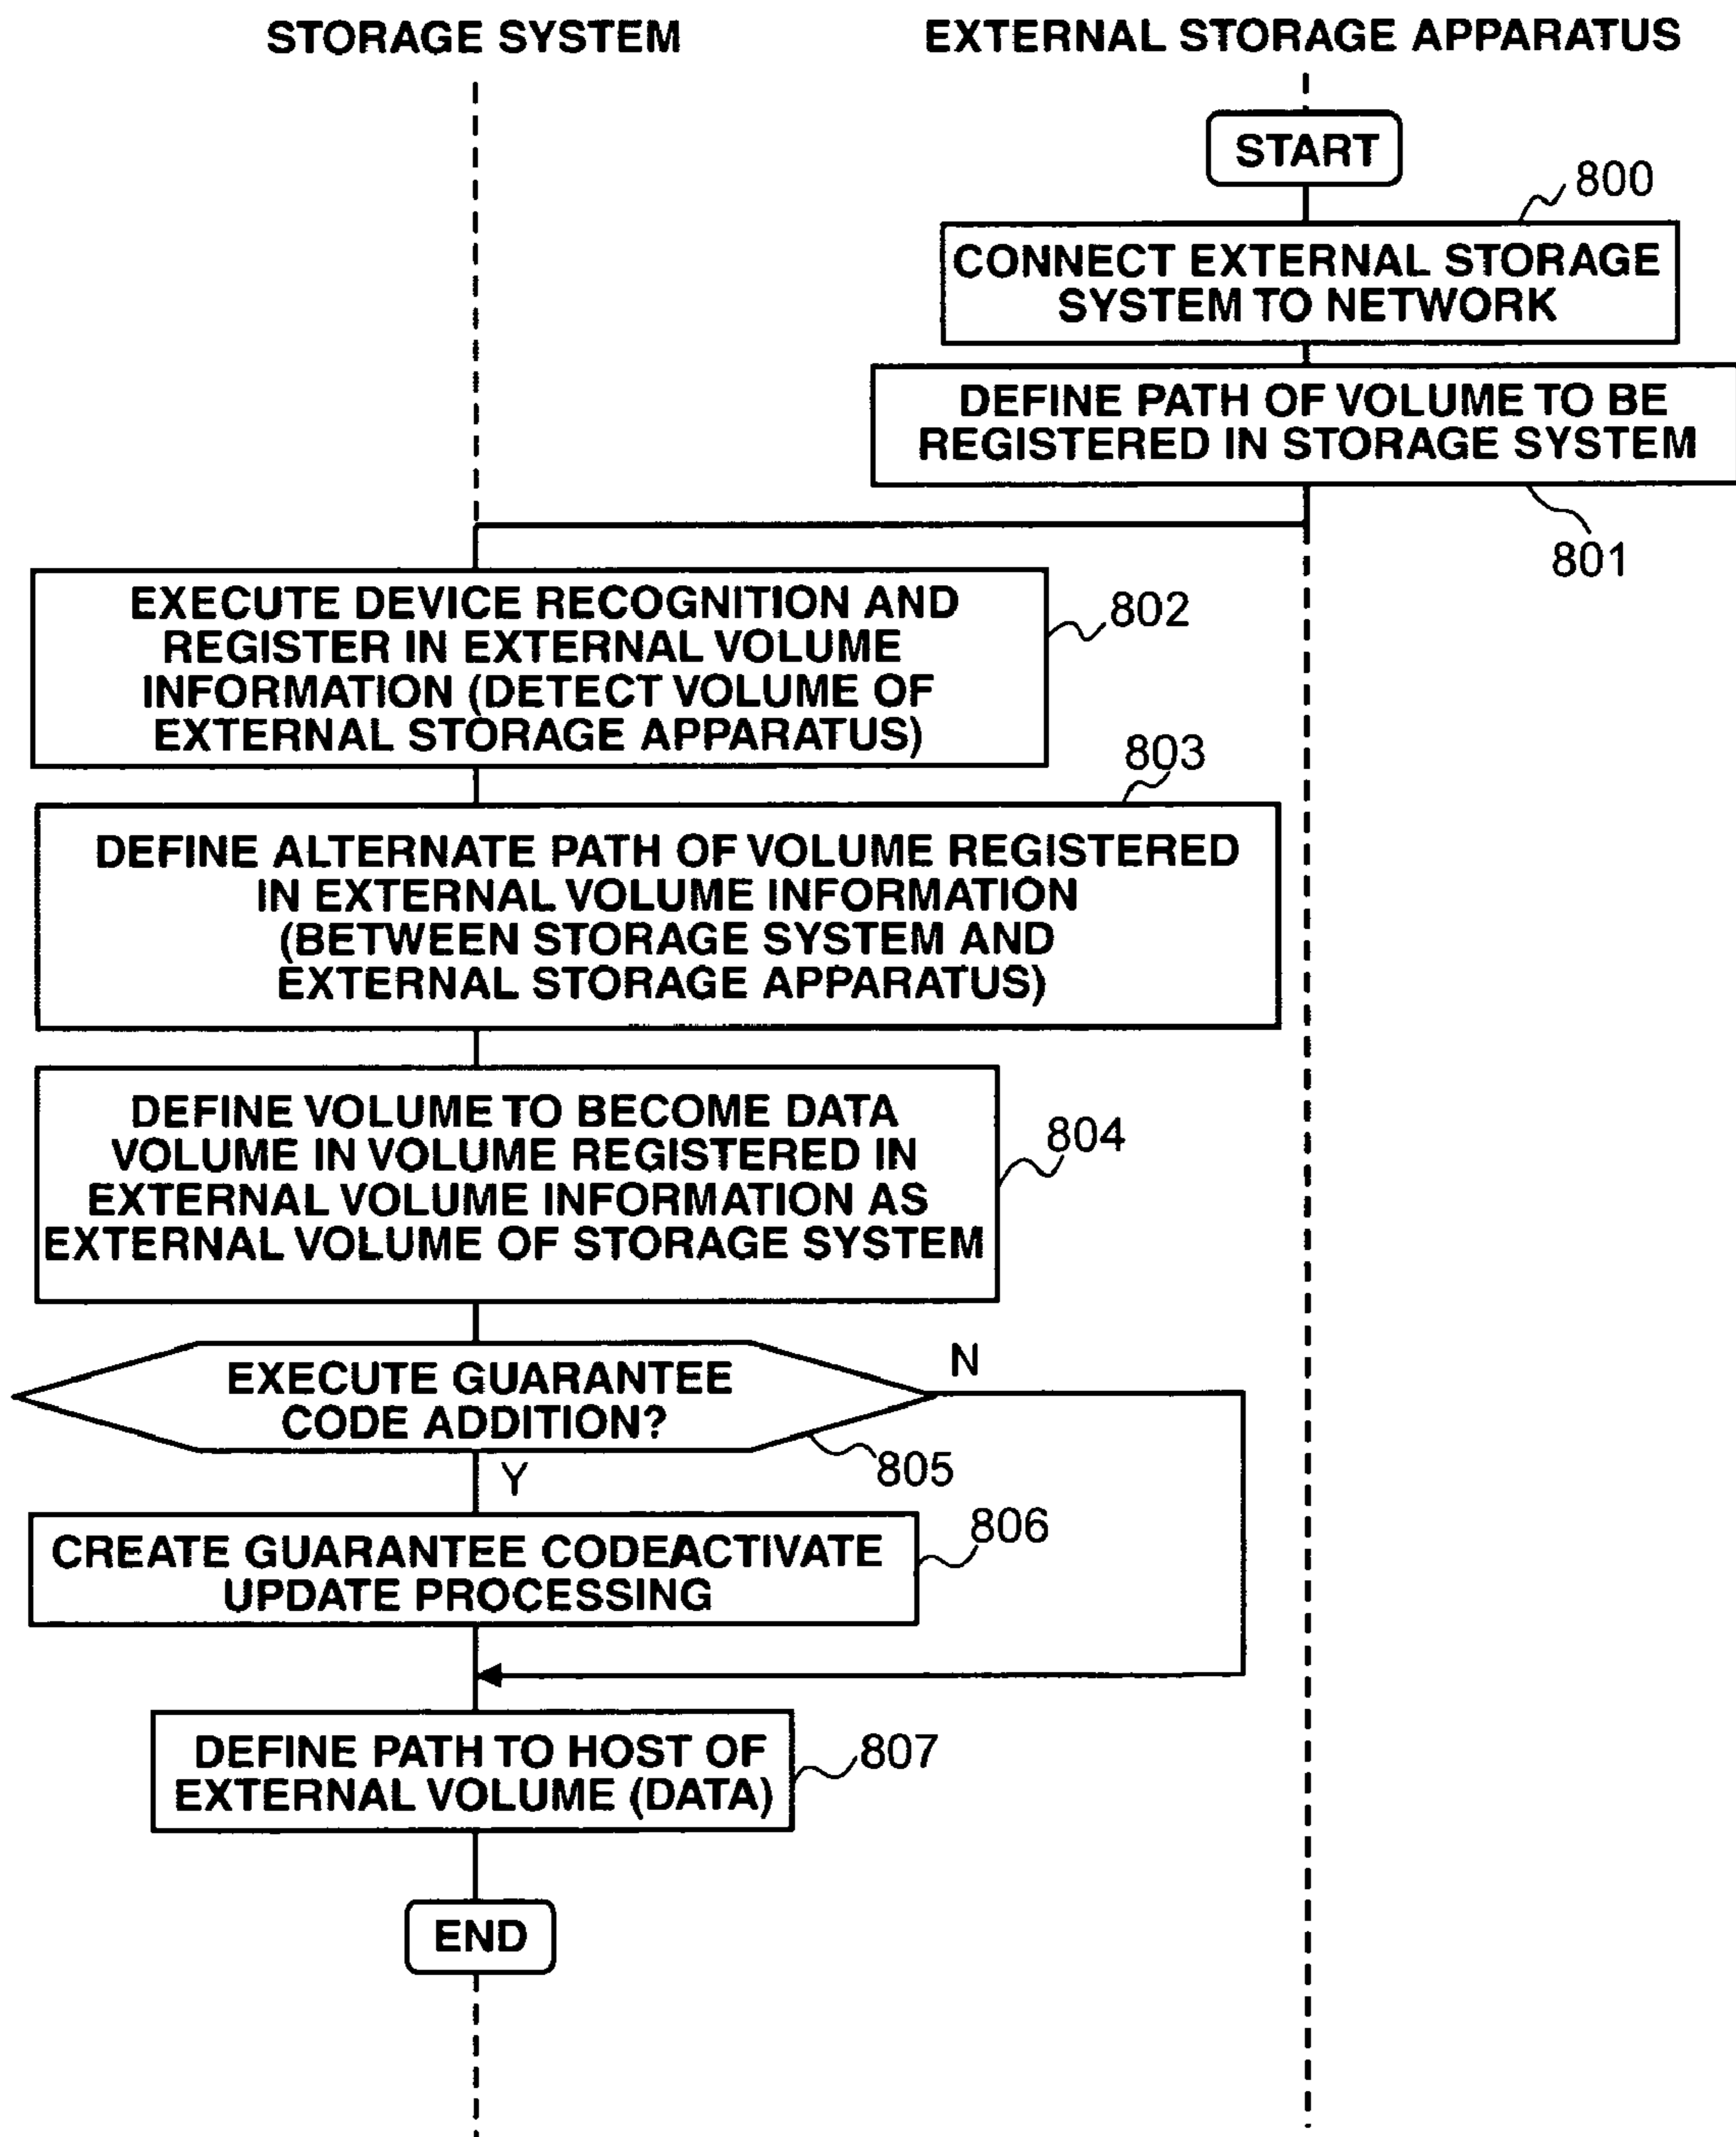 STORAGE SYSTEM
EXTERNAL STORAGE APPARATUS
START
800
CONNECT EXTERNAL STORAGE
SYSTEM TO NETWORK
DEFINE PATH OF VOLUME TO BE
REGISTERED IN STORAGE SYSTEM
801
EXECUTE DEVICE RECOGNITION AND
REGISTER IN EXTERNAL VOLUME
INFORMATION (DETECT VOLUME OF
EXTERNAL STORAGE APPARATUS)
802
803
DEFINE ALTERNATE PATH OF VOLUME REGISTERED
IN EXTERNAL VOLUME INFORMATION
(BETWEEN STORAGE SYSTEM AND
EXTERNAL STORAGE APPARATUS)
DEFINE VOLUME TO BECOME DATA
VOLUME IN VOLUME REGISTERED IN
EXTERNAL VOLUME INFORMATION AS
EXTERNAL VOLUME OF STORAGE SYSTEM
804
EXECUTE GUARANTEE
CODE ADDITION?
N
805
Y
CREATE GUARANTEE CODEACTIVATE
UPDATE PROCESSING
806
DEFINE PATH TO HOST OF
EXTERNAL VOLUME (DATA)
807
END